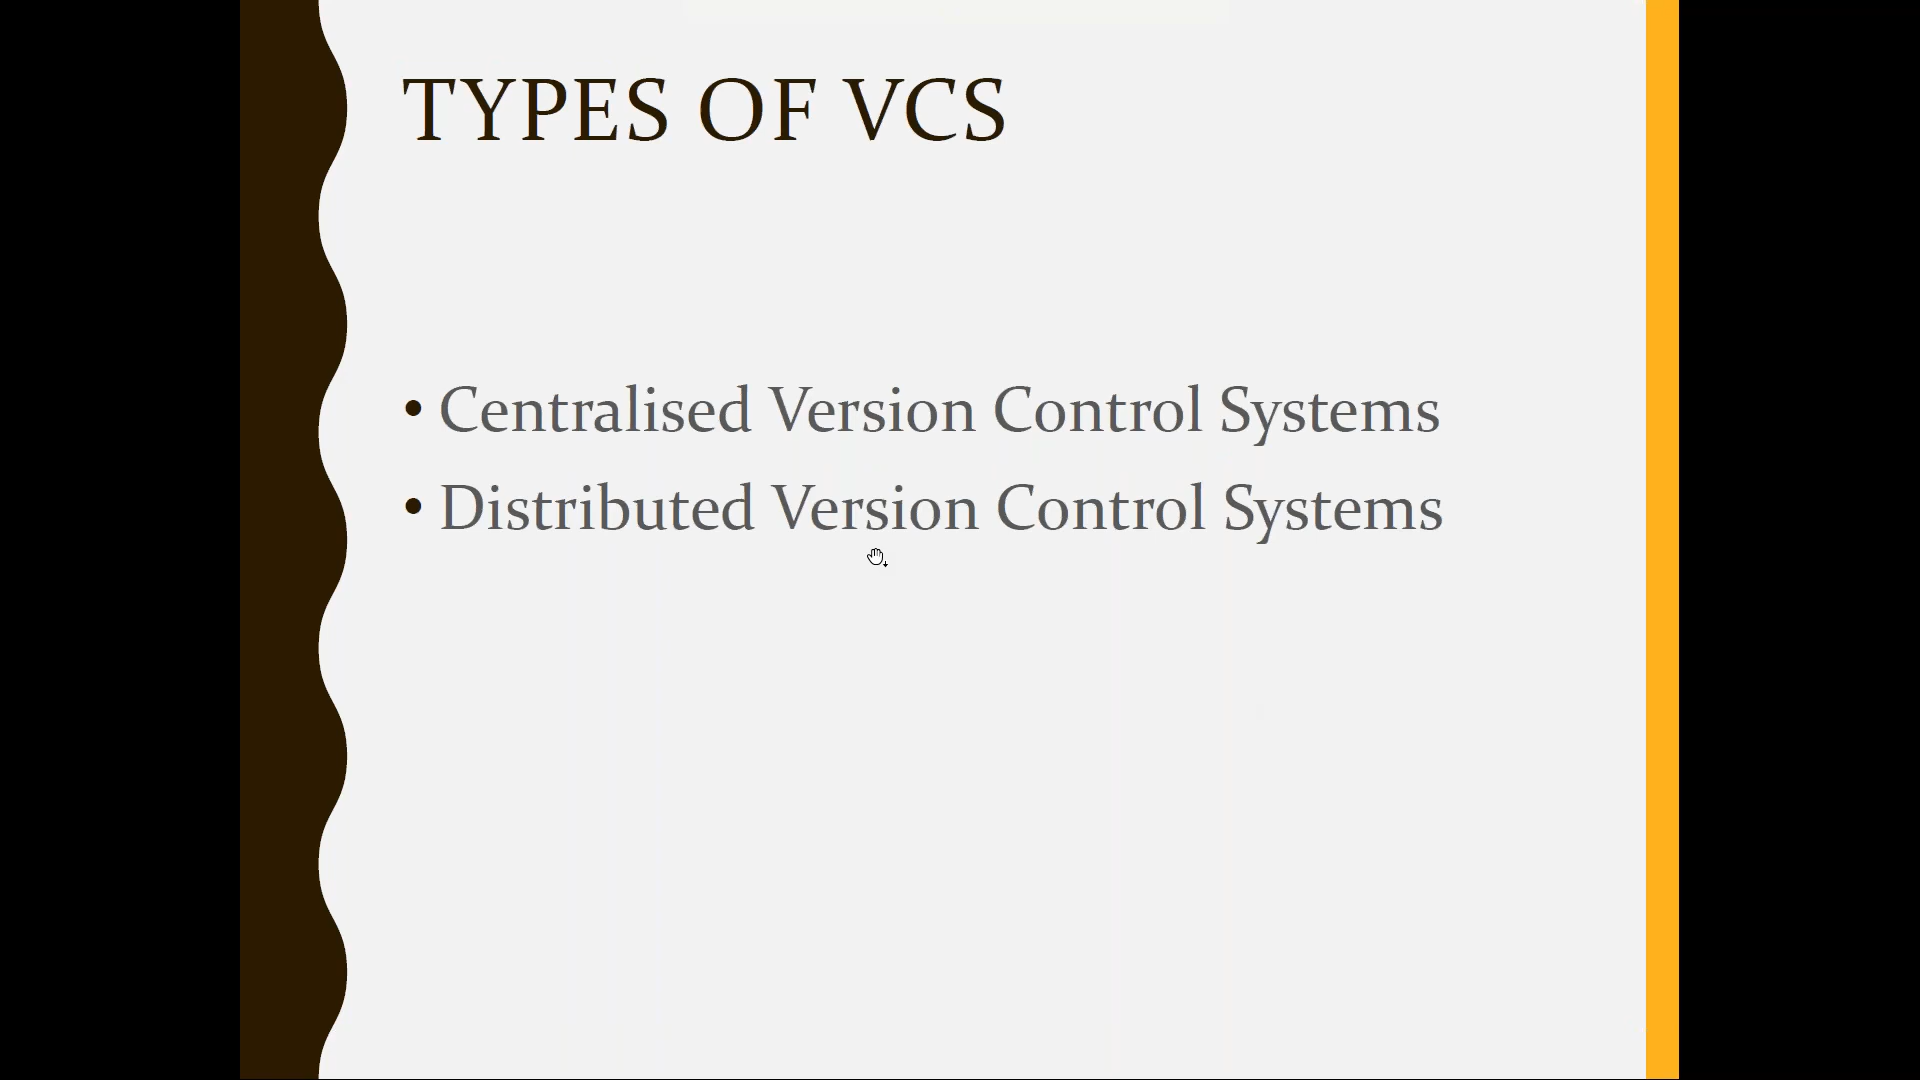 TYPES OF VCS
• Centralised Version Control Systems
• Distributed Version Control Systems